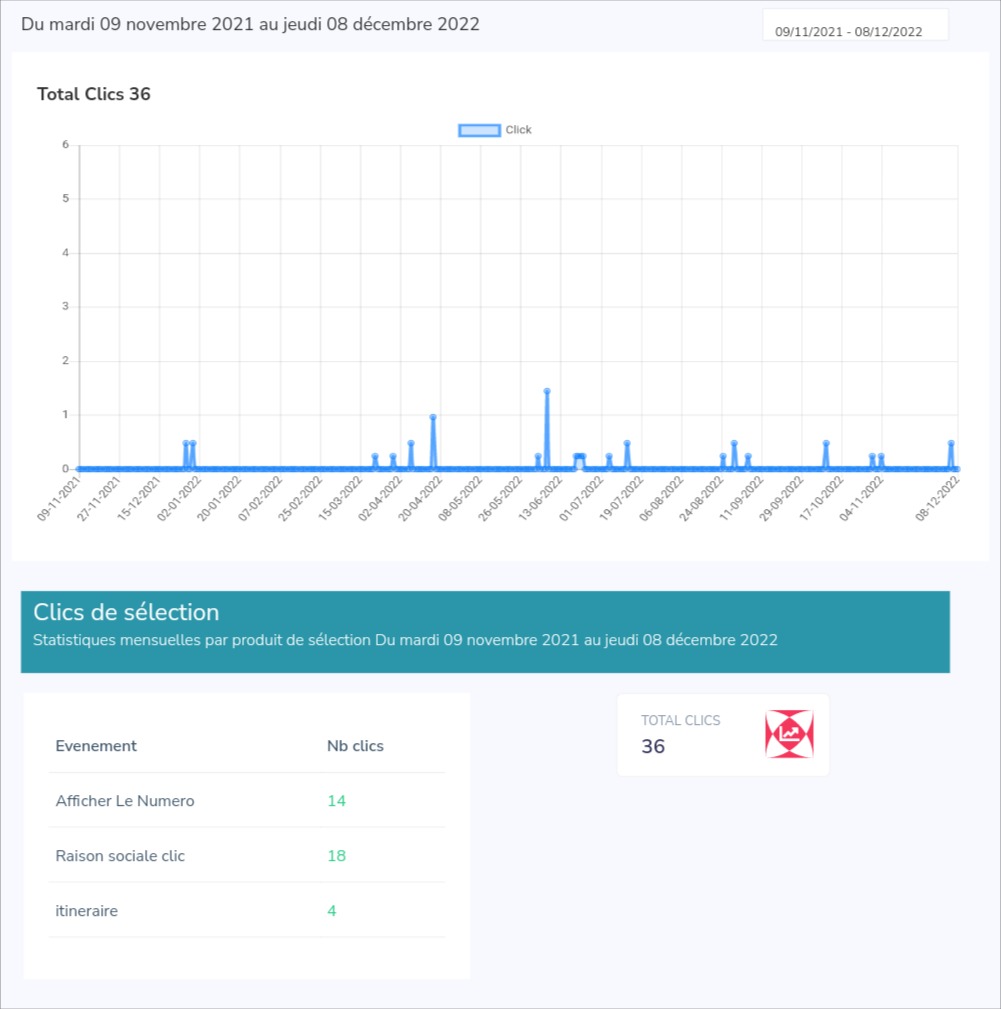 Du mardi 09 novembre 2021 au jeudi 08 décembre 2022
09/11/2021 - 08/12/2022
Total Clics 36
Click
6
5
4
3
2
1
0
09-11-2021
27-11-2021
15-12-2021
02-01-2022
20-01-2022
07-02-2022
25-02-2022
15-03-2022
02-04-2022
20-04-2022
08-05-2022
26-05-2022
13-06-2022
01-07-2022
19-07-2022
06-08-2022
24-08-2022
11-09-2022
29-09-2022
17-10-2022
04-11-2022
08-12-2022
Clics de sélection
Statistiques mensuelles par produit de sélection Du mardi 09 novembre 2021 au jeudi 08 décembre 2022
Evenement Nb clics
Afficher Le Numero 14
Raison sociale clic 18
itineraire 4
TOTAL CLICS
36